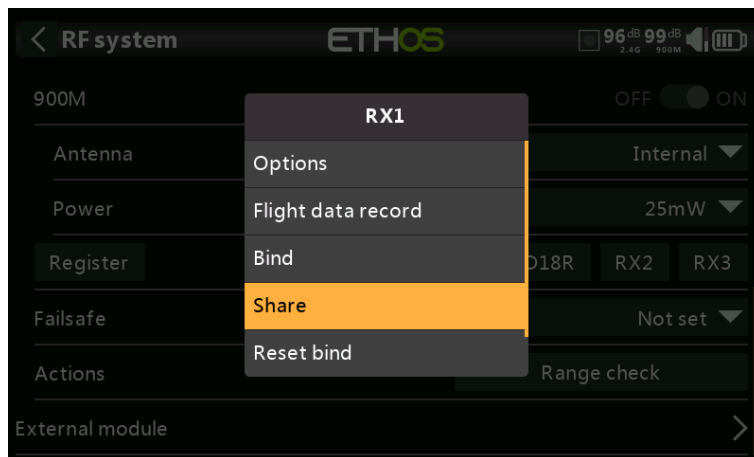 RF system ETHOS 96dB 2.4G 99dB 900M
900M OFF ON
RX1
Antenna Internal
Options
Power 25mW
Flight data record
Register D18R RX2 RX3
Bind
Failsafe Not set
Share
Actions Range check
Reset bind
External module